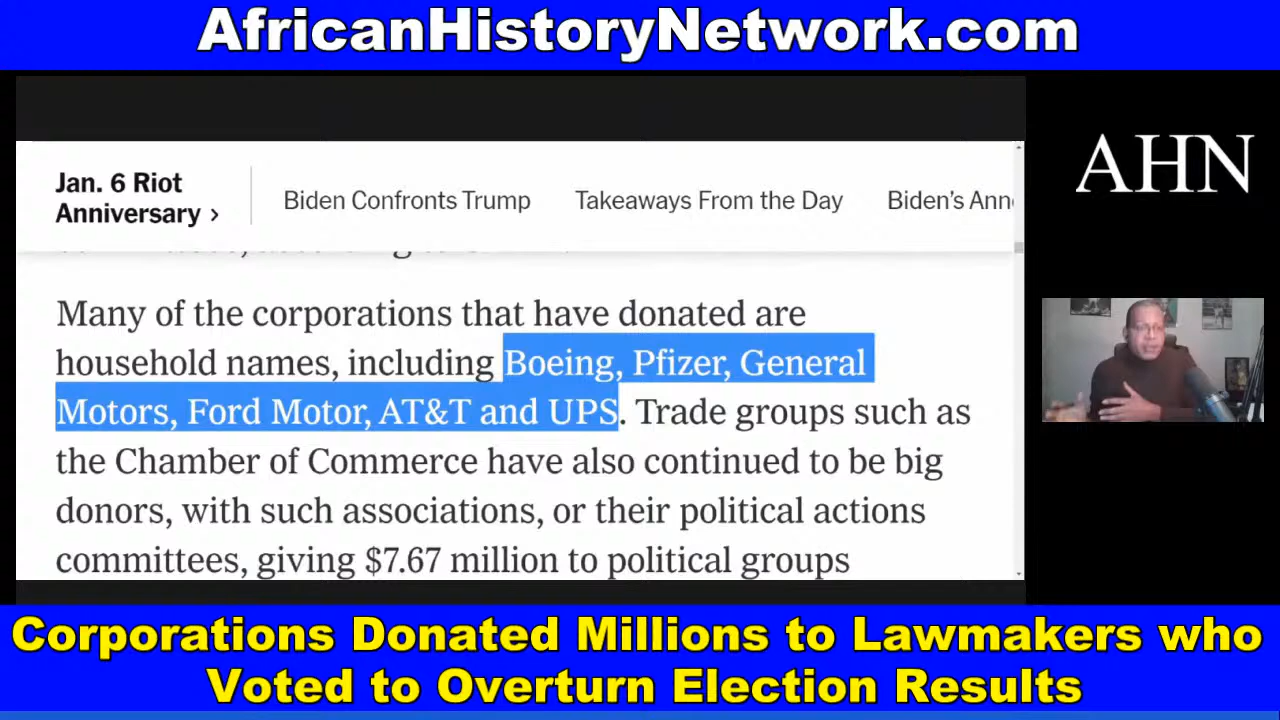 AfricanHistoryNetwork.com
AHN
Jan. 6 Riot
Anniversary ›
Biden Confronts Trump
Takeaways From the Day
Biden's Ann
Many of the corporations that have donated are
household names, including Boeing, Pfizer, General
Motors, Ford Motor, AT&T and UPS. Trade groups such as
the Chamber of Commerce have also continued to be big
donors, with such associations, or their political actions
committees, giving $7.67 million to political groups
Corporations Donated Millions to Lawmakers who
Voted to Overturn Election Results